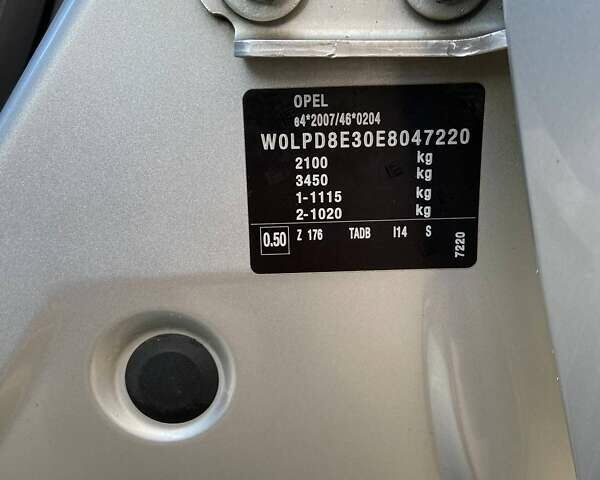 OPEL
e4*2007/46*0204
W0LPD8E30E8047220
2100 kg
3450 kg
1-1115 kg
2-1020 kg
0.50 Z 176 TADB I14 S
7220